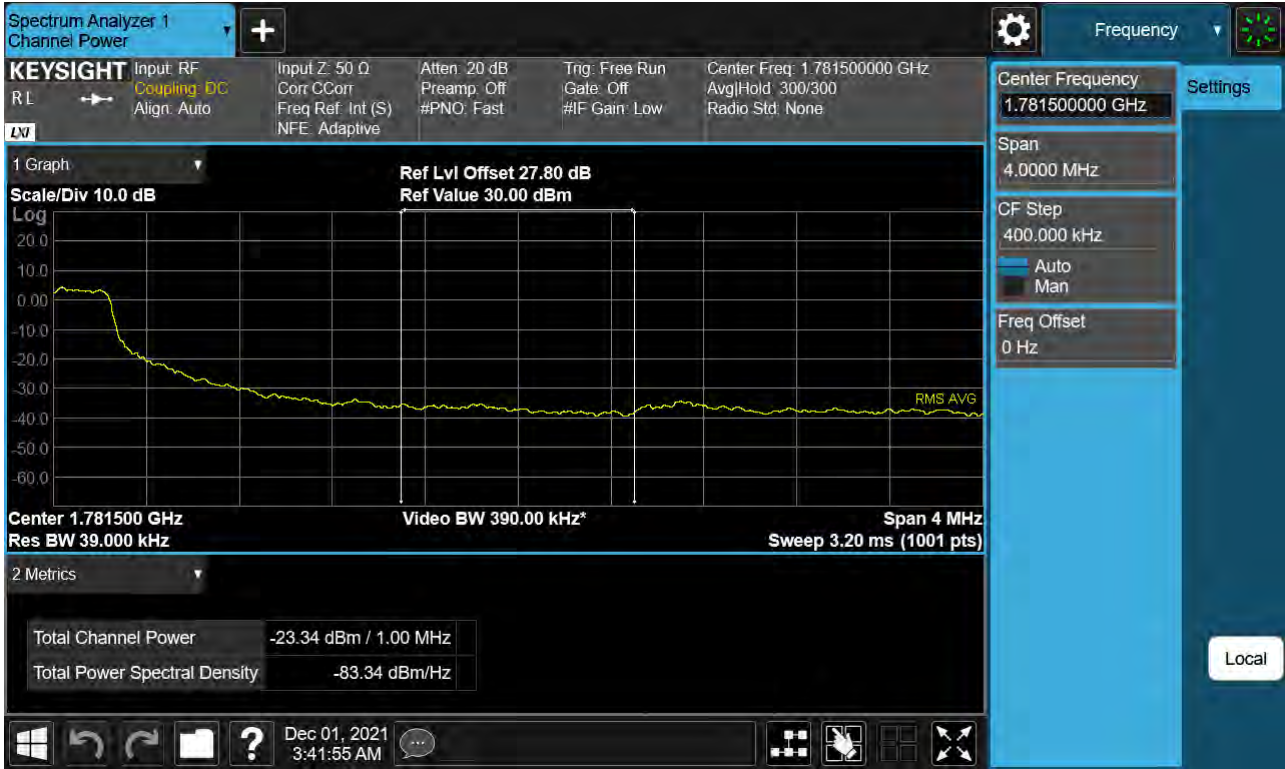 Spectrum Analyzer 1
Channel Power
Frequency
KEYSIGHT
RL
LXI
Input: RF
Coupling: DC
Align: Auto
Input Z: 50 Ω
Corr CCorr
Freq Ref: Int (S)
NFE: Adaptive
Atten: 20 dB
Preamp: Off
#PNO: Fast
Trig: Free Run
Gate: Off
#IF Gain: Low
Center Freq: 1.781500000 GHz
Avg|Hold: 300/300
Radio Std: None
Center Frequency
1.781500000 GHz
Settings
Span
4.0000 MHz
CF Step
400.000 kHz
Auto
Man
Freq Offset
0 Hz
Local
1 Graph
Scale/Div 10.0 dB
Ref Lvl Offset 27.80 dB
Ref Value 30.00 dBm
Log
20.0
10.0
0.00
-10.0
-20.0
-30.0
-40.0
-50.0
-60.0
RMS AVG
Center 1.781500 GHz
Video BW 390.00 kHz*
Span 4 MHz
Res BW 39.000 kHz
Sweep 3.20 ms (1001 pts)
2 Metrics
Total Channel Power -23.34 dBm / 1.00 MHz
Total Power Spectral Density -83.34 dBm/Hz
?
Dec 01, 2021
3:41:55 AM